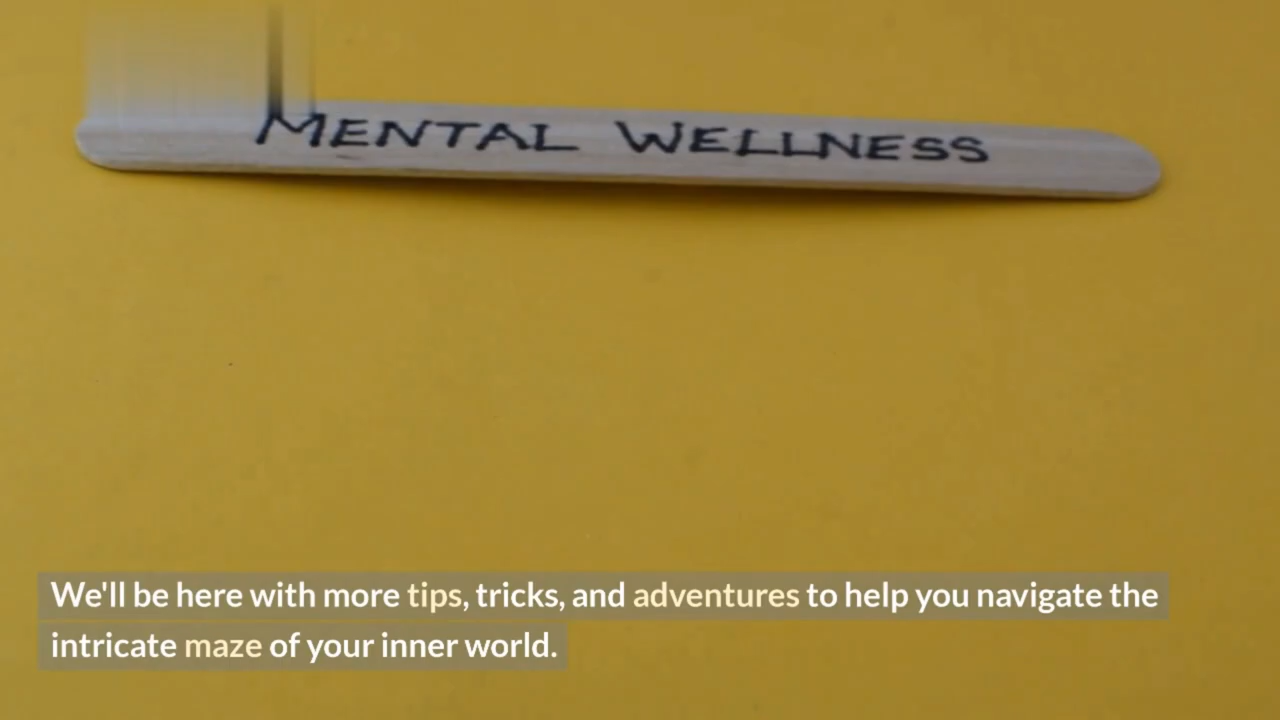 MENTAL WELLNESS
We'll be here with more tips, tricks, and adventures to help you navigate the
intricate maze of your inner world.